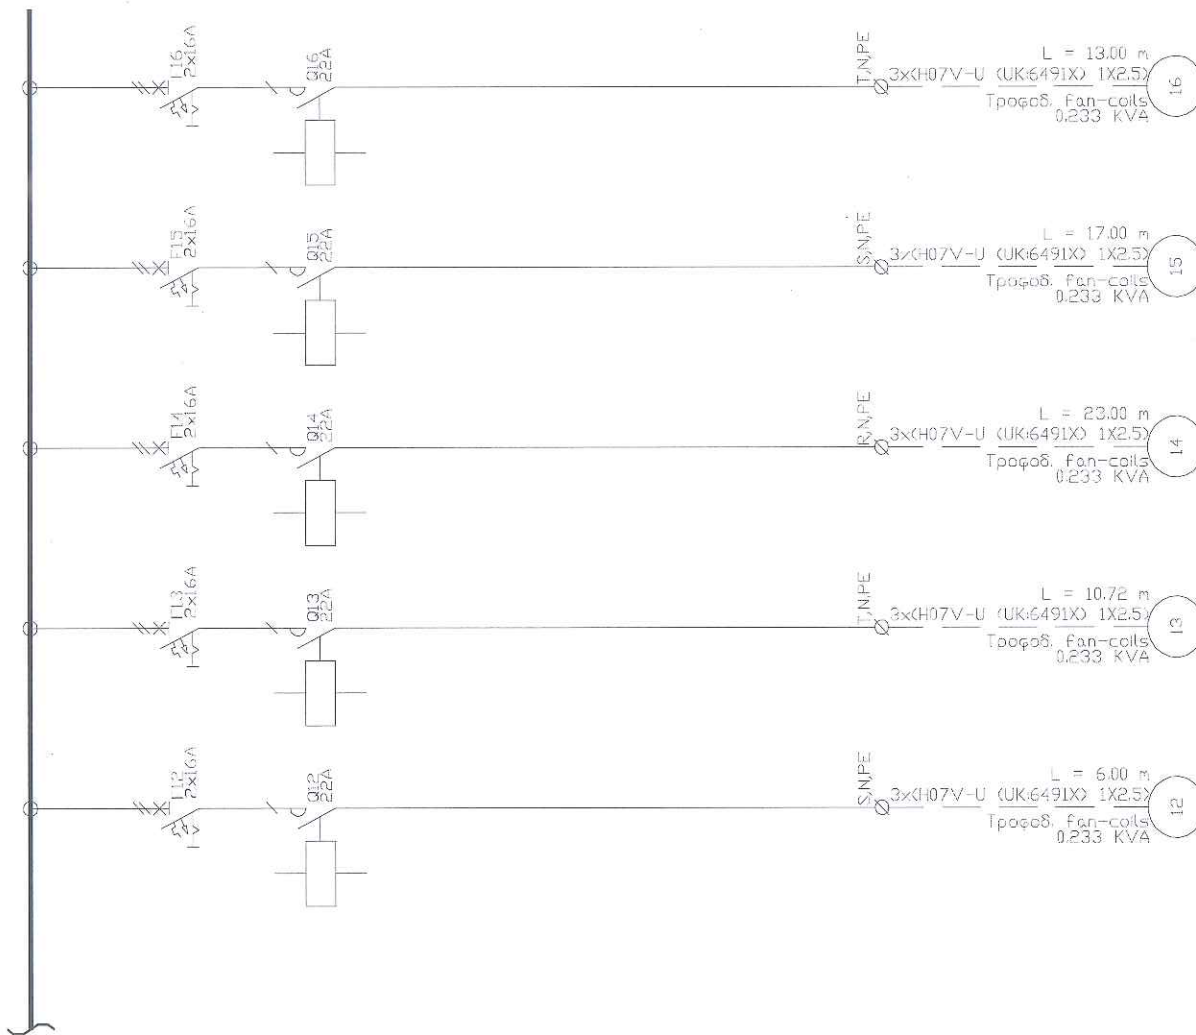 F16
2x16A
Q16
22A
T,N,PE
L = 13.00 m
3x(H07V-U (UK:6491X) 1X2.5)
Τροφοδ. fan-coils
0.233 KVA
16
F15
2x16A
Q15
22A
S,N,PE
L = 17.00 m
3x(H07V-U (UK:6491X) 1X2.5)
Τροφοδ. fan-coils
0.233 KVA
15
F14
2x16A
Q14
22A
R,N,PE
L = 23.00 m
3x(H07V-U (UK:6491X) 1X2.5)
Τροφοδ. fan-coils
0.233 KVA
14
F13
2x16A
Q13
22A
T,N,PE
L = 10.72 m
3x(H07V-U (UK:6491X) 1X2.5)
Τροφοδ. fan-coils
0.233 KVA
13
F12
2x16A
Q12
22A
S,N,PE
L = 6.00 m
3x(H07V-U (UK:6491X) 1X2.5)
Τροφοδ. fan-coils
0.233 KVA
12